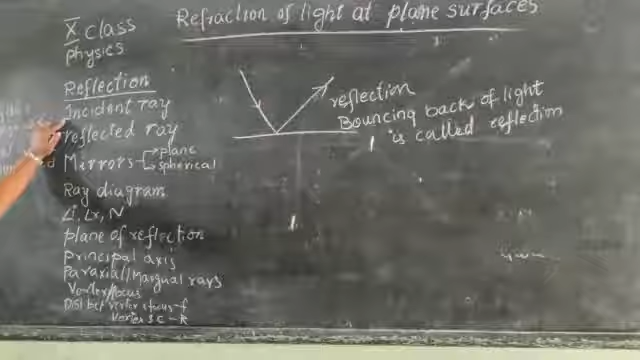 Refraction of light at plane surfaces
X class
Physics
Reflection
Incident ray
reflected ray
Mirrors plane
spherical
Ray diagram
∠i, ∠r, N
plane of reflection
principal axis
Paraxial/Marginal rays
Vertex/focus
Dist bet vertex & focus - f
Vertex & C - R
reflection
Bouncing back of light
is called reflection